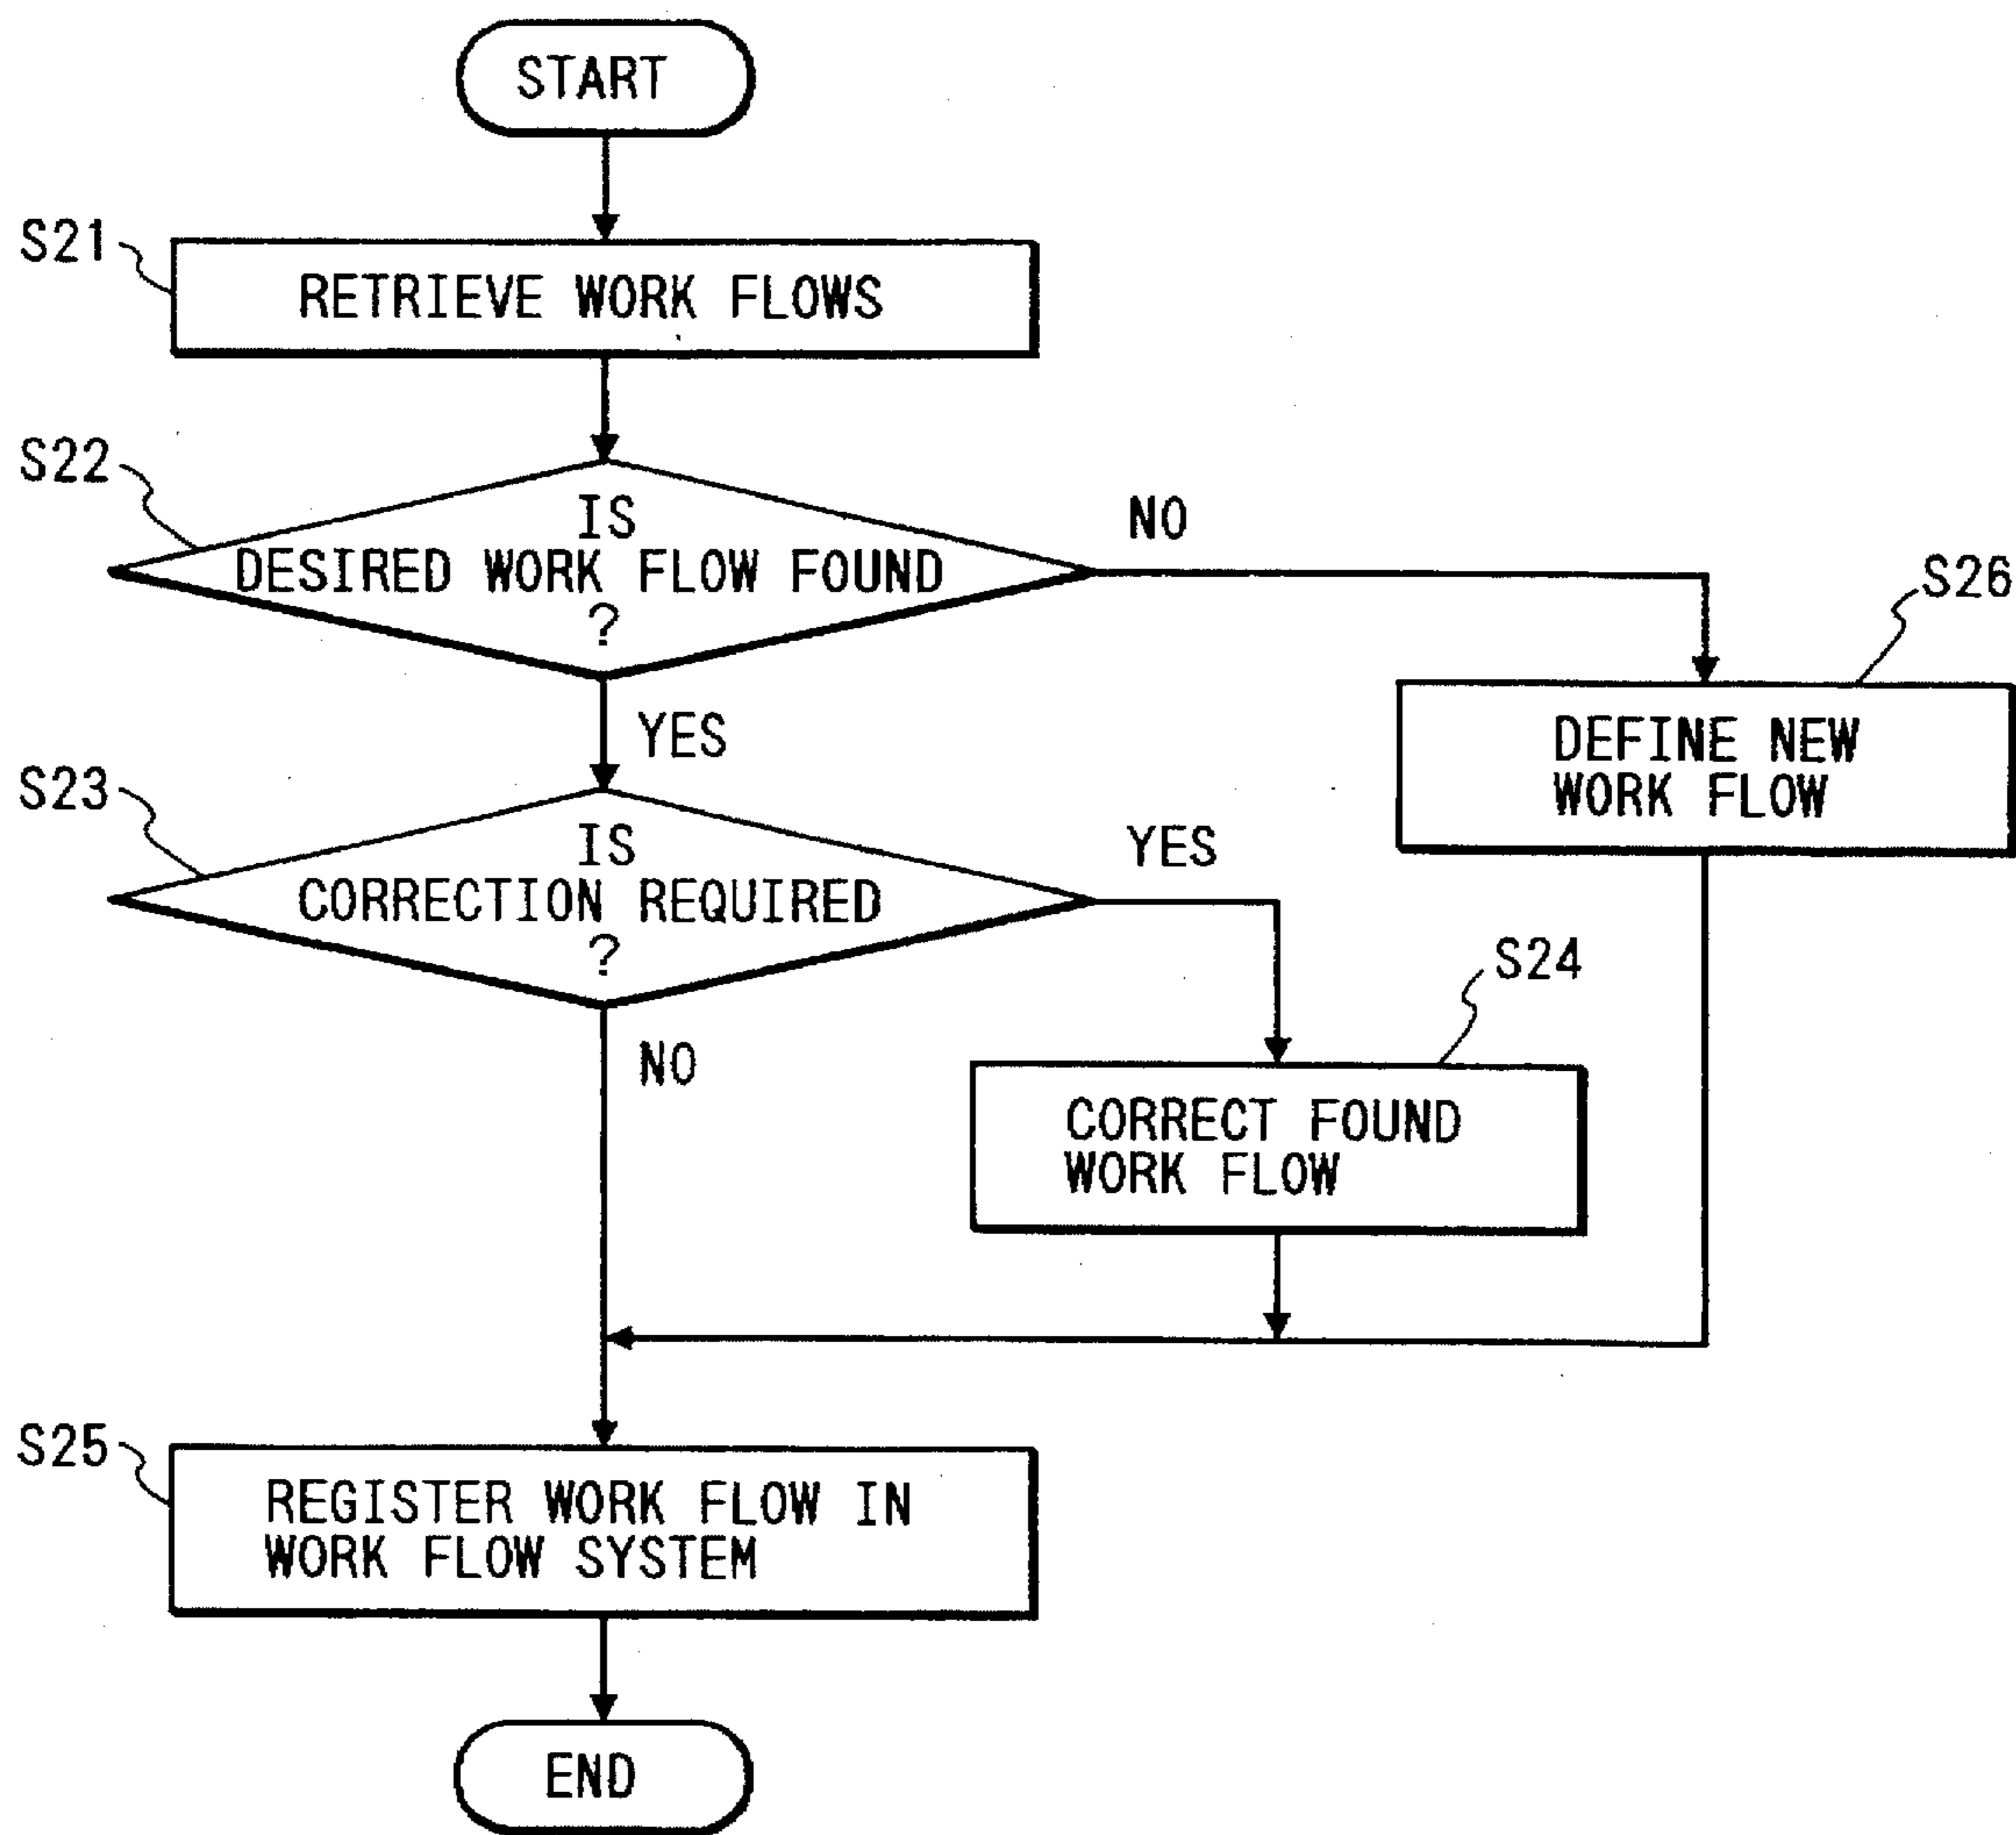 START
S21
RETRIEVE WORK FLOWS
S22
IS
DESIRED WORK FLOW FOUND
?
NO
YES
S26
DEFINE NEW
WORK FLOW
S23
IS
CORRECTION REQUIRED
?
YES
NO
S24
CORRECT FOUND
WORK FLOW
S25
REGISTER WORK FLOW IN
WORK FLOW SYSTEM
END